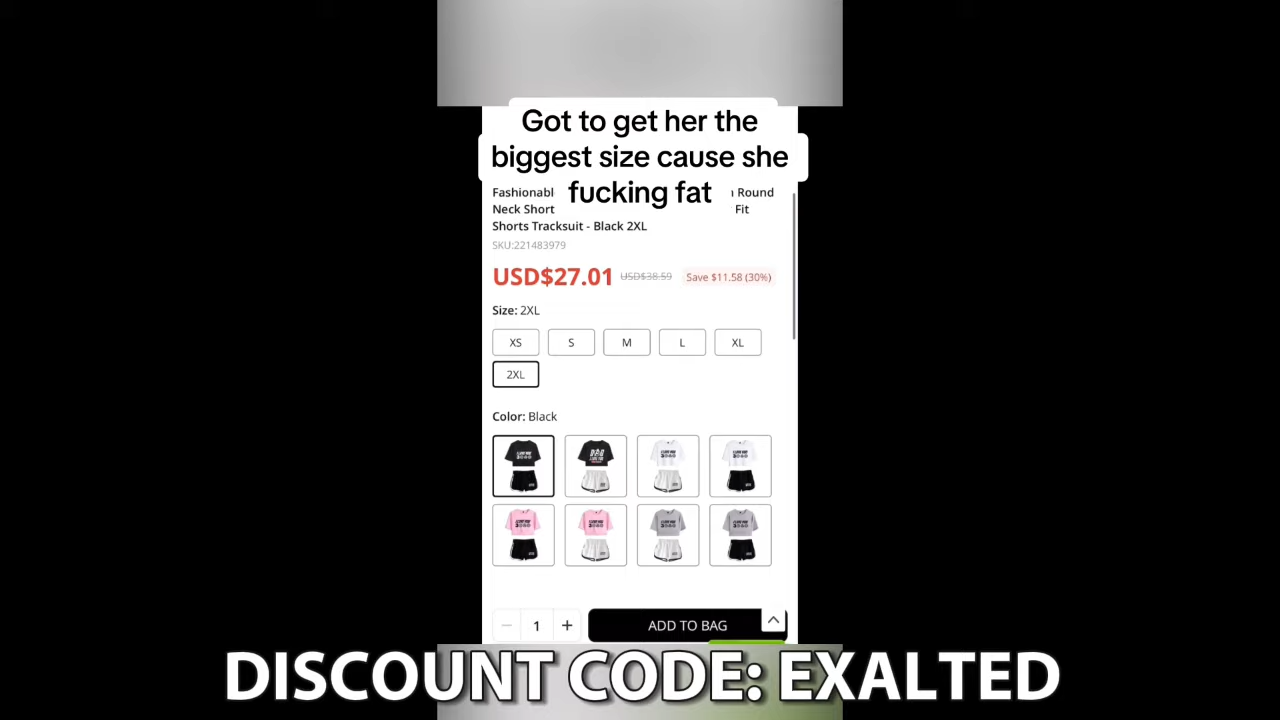 Got to get her the
biggest size cause she
fucking fat
Fashionabl Round
Neck Short Fit
Shorts Tracksuit - Black 2XL
SKU:221483979
USD$27.01 USD$38.59 Save $11.58 (30%)
Size: 2XL
XS S M L XL
2XL
Color: Black
1 ADD TO BAG
DISCOUNT CODE: EXALTED